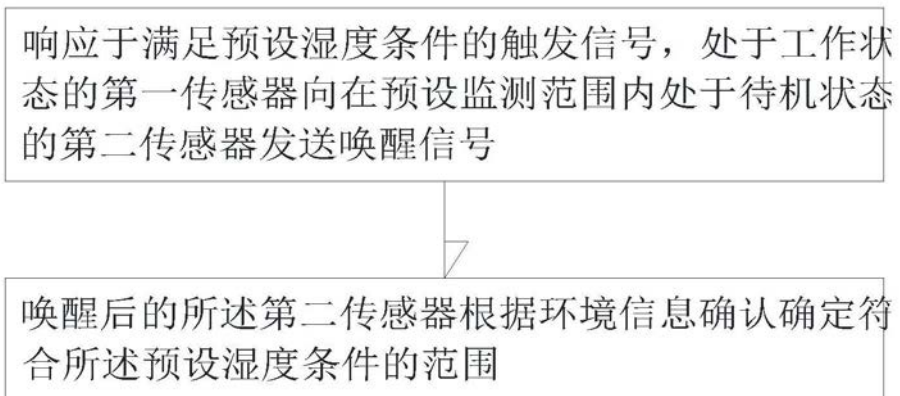 响应于满足预设湿度条件的触发信号，处于工作状
态的第一传感器向在预设监测范围内处于待机状态
的第二传感器发送唤醒信号
唤醒后的所述第二传感器根据环境信息确认确定符
合所述预设湿度条件的范围